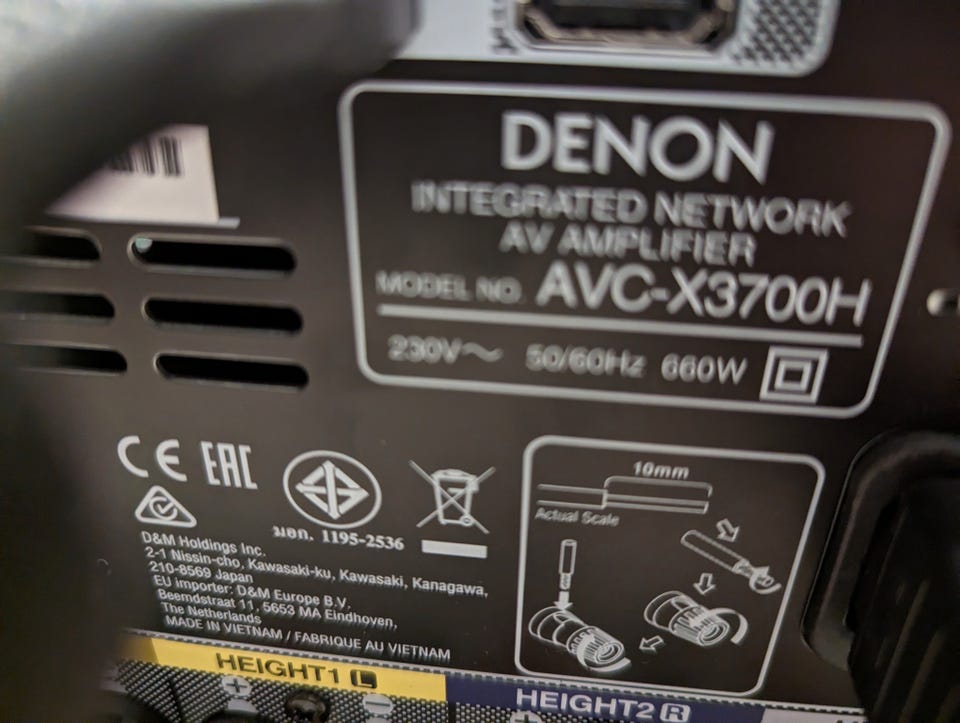 DENON
INTEGRATED NETWORK
AV AMPLIFIER
MODEL NO. AVC-X3700H
230V～ 50/60Hz 660W
CE EAC
มอก. 1195-2536
D&M Holdings Inc.
2-1 Nissin-cho, Kawasaki-ku, Kawasaki, Kanagawa,
210-8569 Japan
EU importer: D&M Europe B.V.
Beemdstraat 11, 5653 MA Eindhoven,
The Netherlands
MADE IN VIETNAM / FABRIQUE AU VIETNAM
10mm
Actual Scale
HEIGHT1 L
HEIGHT2 R